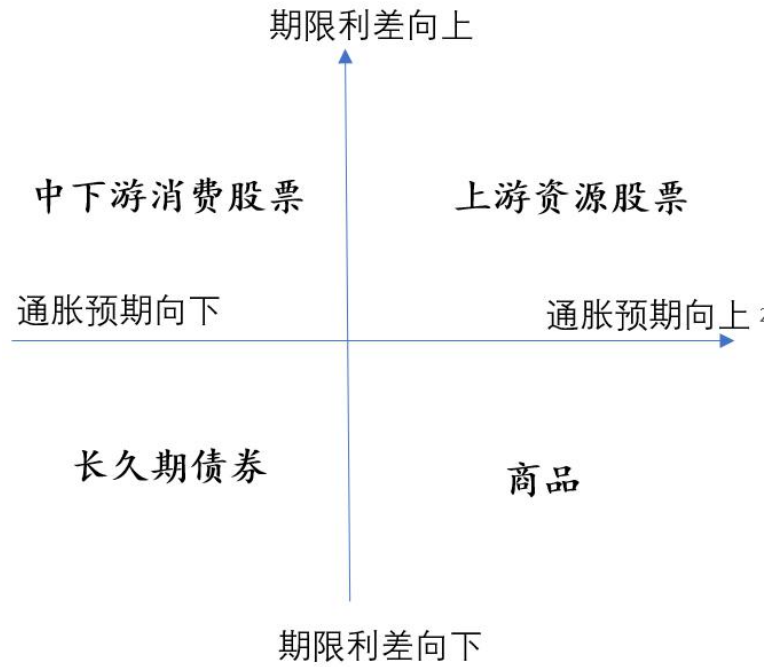 期限利差向上
中下游消费股票
上游资源股票
通胀预期向下
通胀预期向上
长久期债券
商品
期限利差向下